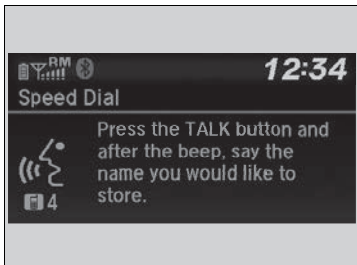 RM 12:34
Speed Dial
Press the TALK button and
after the beep, say the
name you would like to
4 store.